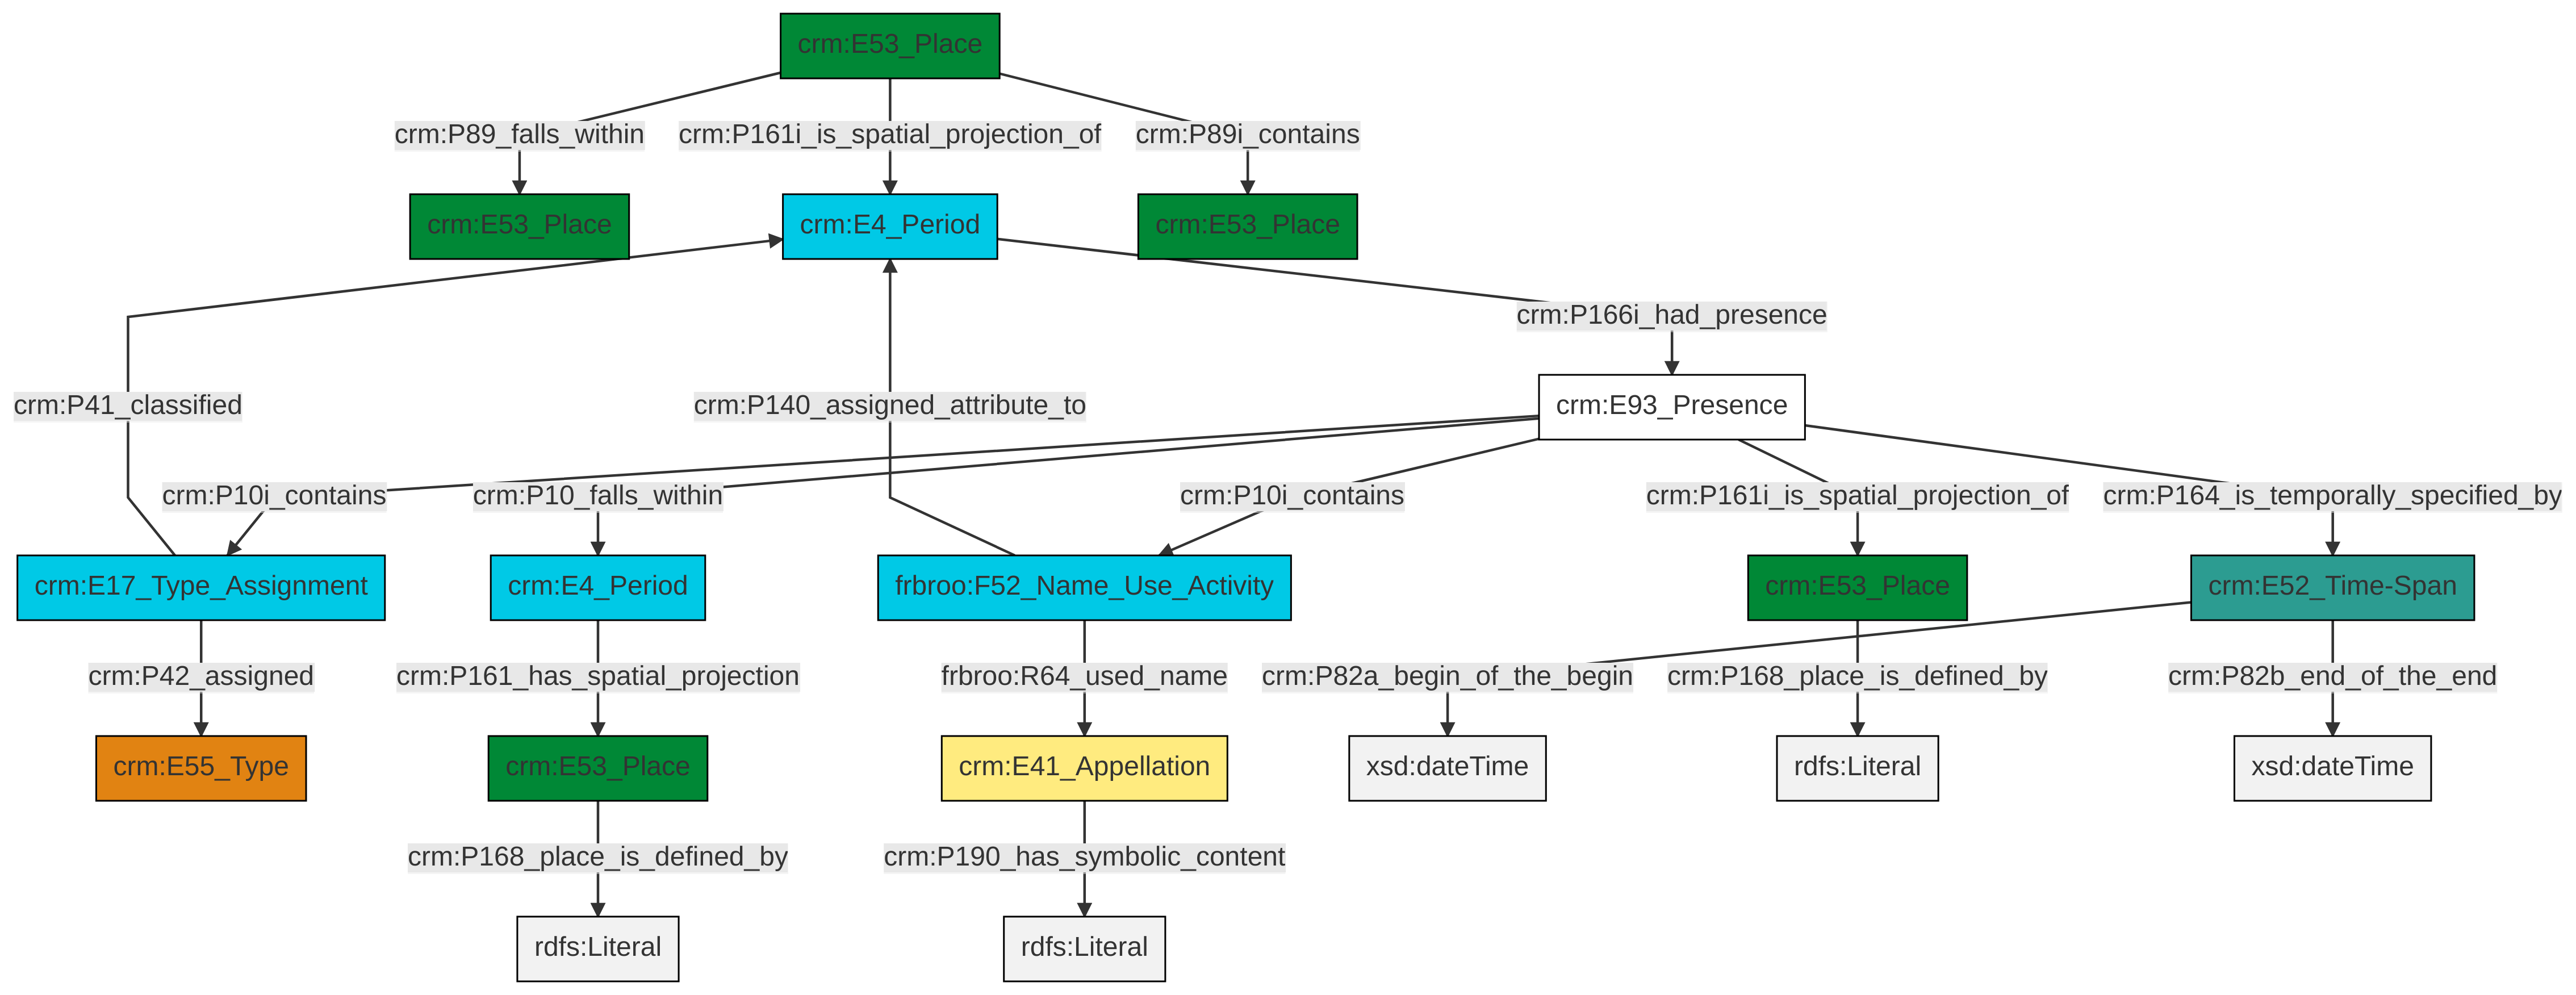 crm:E53_Place
crm:P89_falls_within
crm:P161i_is_spatial_projection_of
crm:P89i_contains
crm:E53_Place
crm:E4_Period
crm:E53_Place
crm:P166i_had_presence
crm:P41_classified
crm:P140_assigned_attribute_to
crm:E93_Presence
crm:P10i_contains
crm:P10_falls_within
crm:P10i_contains
crm:P161i_is_spatial_projection_of
crm:P164_is_temporally_specified_by
crm:E17_Type_Assignment
crm:E4_Period
frbroo:F52_Name_Use_Activity
crm:E53_Place
crm:E52_Time-Span
crm:P42_assigned
crm:P161_has_spatial_projection
frbroo:R64_used_name
crm:P82a_begin_of_the_begin
crm:P168_place_is_defined_by
crm:P82b_end_of_the_end
crm:E55_Type
crm:E53_Place
crm:E41_Appellation
xsd:dateTime
rdfs:Literal
xsd:dateTime
crm:P168_place_is_defined_by
crm:P190_has_symbolic_content
rdfs:Literal
rdfs:Literal